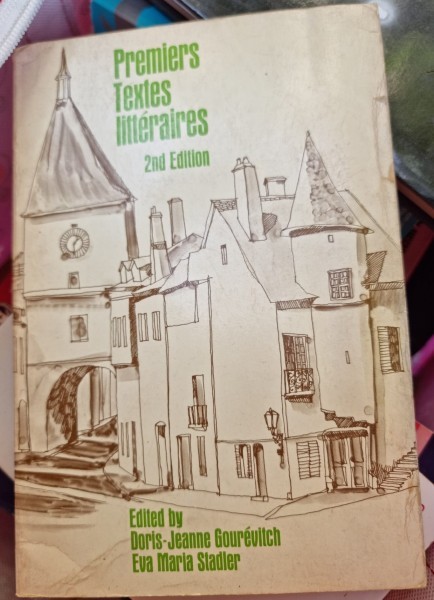 Premiers
Textes
littéraires
2nd Edition
Edited by
Doris-Jeanne Gourévitch
Eva Maria Stadler